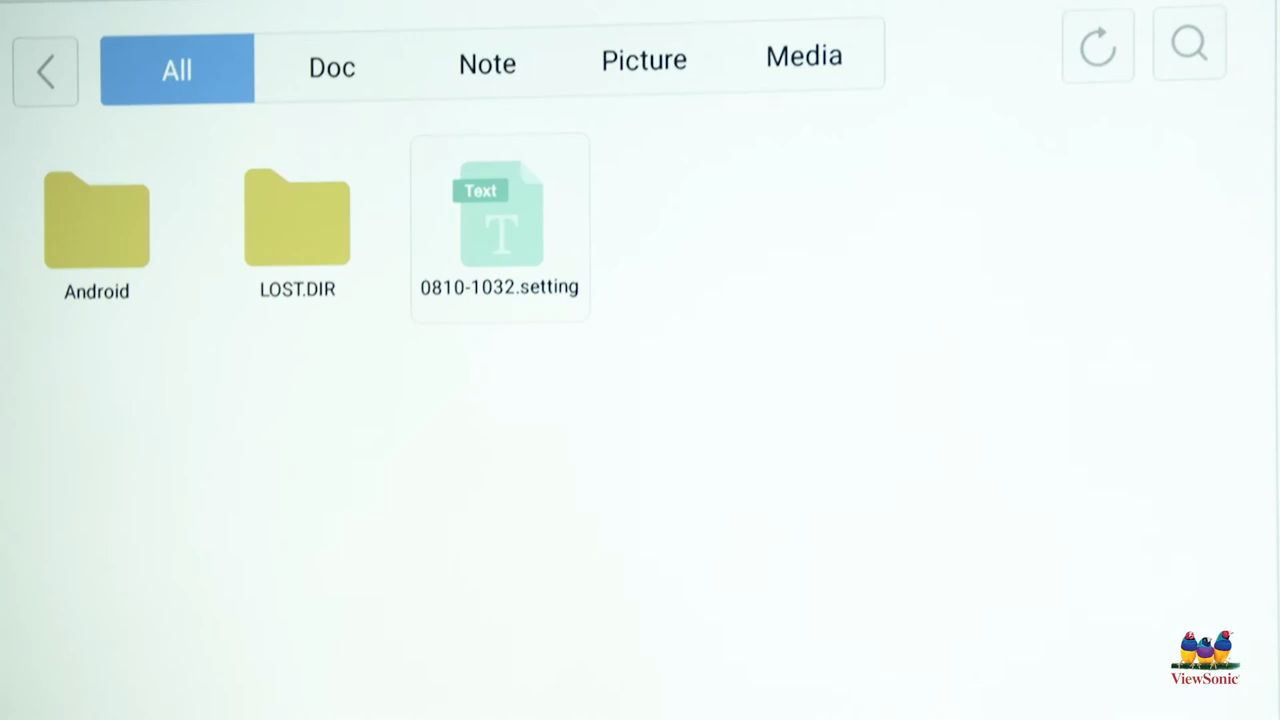 All Doc Note Picture Media
Text
T
Android LOST.DIR 0810-1032.setting
ViewSonic